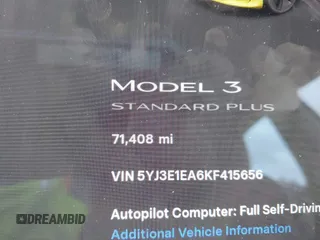 MODEL 3
STANDARD PLUS
71,408 mi
VIN 5YJ3E1EA6KF415656
Autopilot Computer: Full Self-Drivin
Additional Vehicle Information
DREAMBID